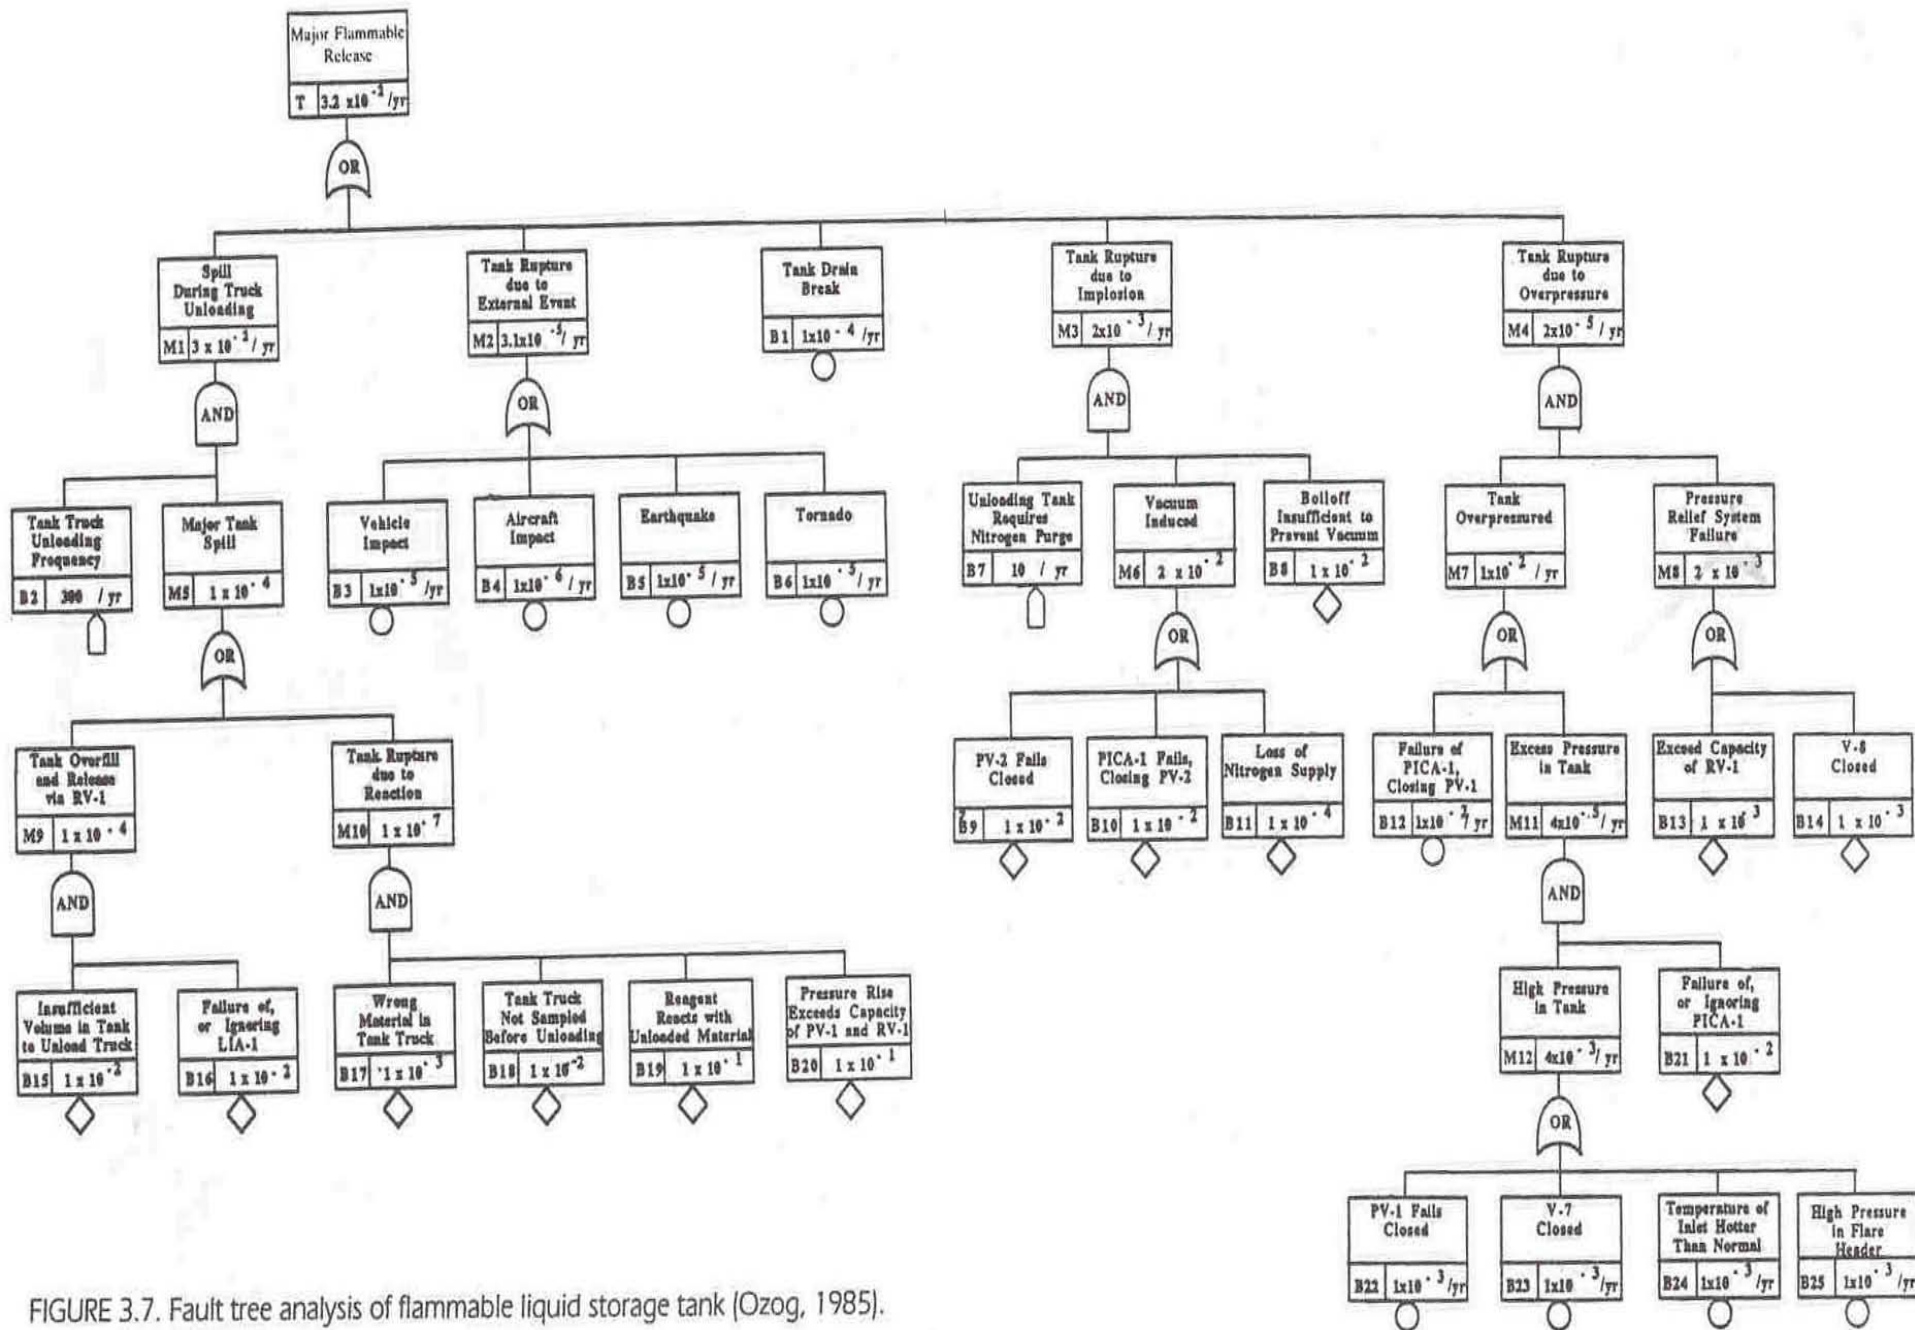 Major Flammable
Release
T 3.2 x10⁻² /yr
OR
Spill
During Truck
Unloading
M1 3 x 10⁻² / yr
Tank Rupture
due to
External Event
M2 3.1x10⁻⁵ / yr
Tank Drain
Break
B1 1x10⁻⁴ /yr
Tank Rupture
due to
Implosion
M3 2x10⁻³ / yr
Tank Rupture
due to
Overpressure
M4 2x10⁻⁵ / yr
AND
OR
AND
AND
Tank Truck
Unloading
Frequency
B2 300 / yr
Major Tank
Spill
M5 1 x 10⁻⁴
Vehicle
Impact
B3 1x10⁻⁵ /yr
Aircraft
Impact
B4 1x10⁻⁶ / yr
Earthquake
B5 1x10⁻⁵ / yr
Tornado
B6 1x10⁻⁵ / yr
Unloading Tank
Requires
Nitrogen Purge
B7 10 / yr
Vacuum
Induced
M6 2 x 10⁻²
Boiloff
Insufficient to
Prevent Vacuum
B8 1 x 10⁻²
Tank
Overpressured
M7 1x10⁻² / yr
Pressure
Relief System
Failure
M8 2 x 10⁻³
OR
OR
OR
OR
Tank Overfill
and Release
via RV-1
M9 1 x 10⁻⁴
Tank Rupture
due to
Reaction
M10 1 x 10⁻⁷
PV-2 Fails
Closed
B9 1 x 10⁻²
PICA-1 Fails,
Closing PV-2
B10 1 x 10⁻²
Loss of
Nitrogen Supply
B11 1 x 10⁻⁴
Failure of
PICA-1,
Closing PV-1
B12 1x10⁻² / yr
Excess Pressure
in Tank
M11 4x10⁻⁵ / yr
Exceed Capacity
of RV-1
B13 1 x 10⁻³
V-8
Closed
B14 1 x 10⁻³
AND
AND
AND
Insufficient
Volume in Tank
to Unload Truck
B15 1 x 10⁻²
Failure of,
or Ignoring
LIA-1
B16 1 x 10⁻²
Wrong
Material in
Tank Truck
B17 1 x 10⁻³
Tank Truck
Not Sampled
Before Unloading
B18 1 x 10⁻²
Reagent
Reacts with
Unloaded Material
B19 1 x 10⁻¹
Pressure Rise
Exceeds Capacity
of PV-1 and RV-1
B20 1 x 10⁻¹
High Pressure
in Tank
M12 4x10⁻³ / yr
Failure of,
or Ignoring
PICA-1
B21 1 x 10⁻²
OR
PV-1 Fails
Closed
B22 1x10⁻³ /yr
V-7
Closed
B23 1x10⁻³ /yr
Temperature of
Inlet Hotter
Than Normal
B24 1x10⁻³ /yr
High Pressure
in Flare
Header
B25 1x10⁻³ / yr
FIGURE 3.7. Fault tree analysis of flammable liquid storage tank (Ozog, 1985).